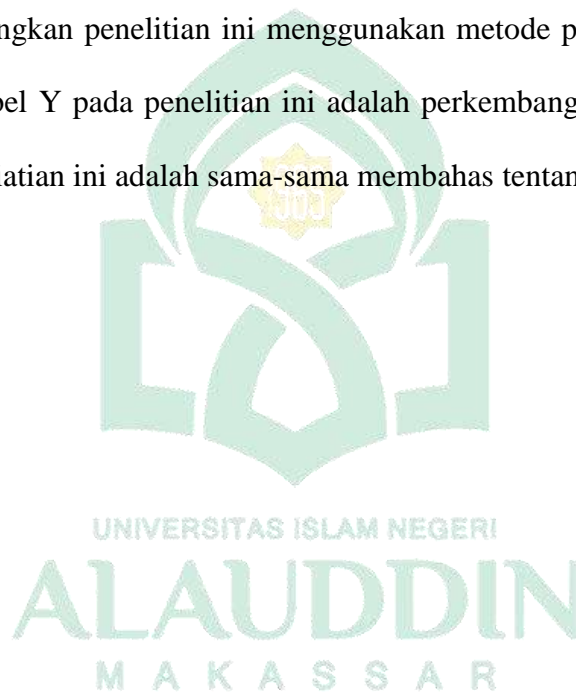 ngkan penelitian ini menggunakan metode p
bel Y pada penelitian ini adalah perkembang
iatian ini adalah sama-sama membahas tentan
UNIVERSITAS ISLAM NEGERI
ALAUDDIN
MAKASSAR